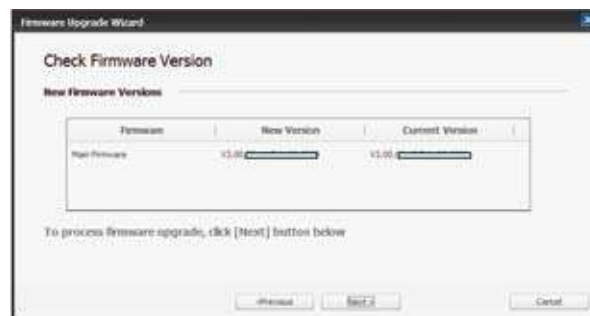 Firmware Upgrade Wizard
Check Firmware Version
New Firmware Versions
Firmware New Version Current Version
Main Firmware V3.00. V3.00.
To process firmware upgrade, click [Next] button below
<Previous Next > Cancel